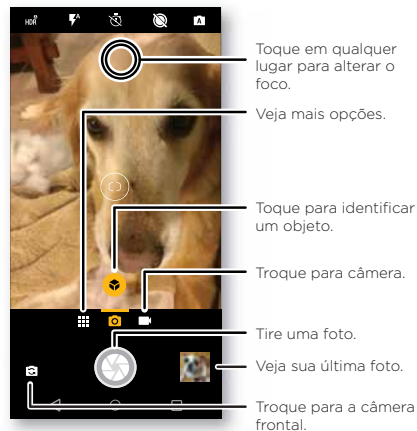 HDR
A
A
Toque em qualquer
lugar para alterar o
foco.
Veja mais opções.
Toque para identificar
um objeto.
Troque para câmera.
Tire uma foto.
Veja sua última foto.
Troque para a câmera
frontal.